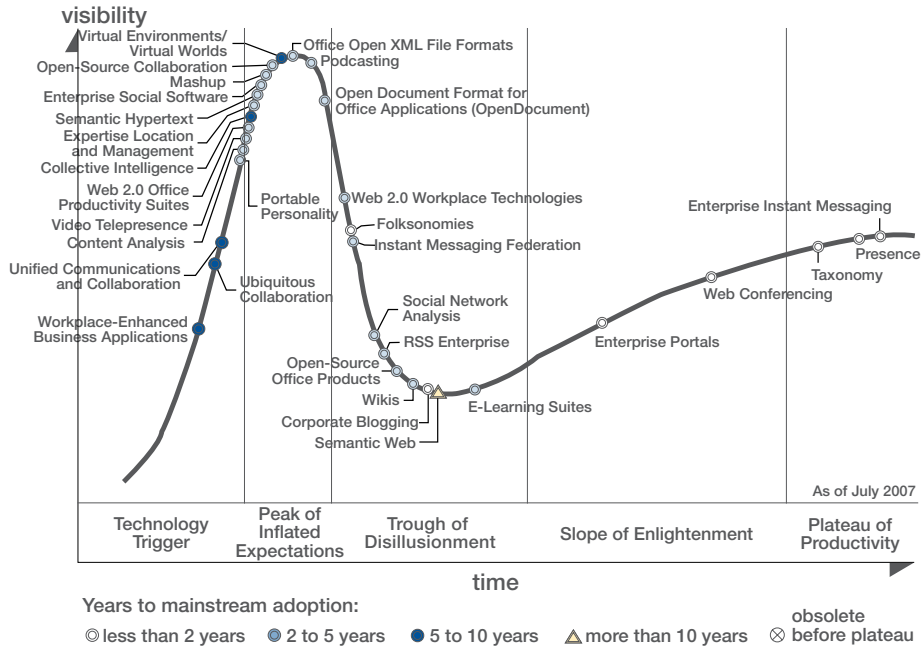 visibility
Virtual Environments/
Virtual Worlds
Open-Source Collaboration
Mashup
Enterprise Social Software
Semantic Hypertext
Expertise Location
and Management
Collective Intelligence
Web 2.0 Office
Productivity Suites
Video Telepresence
Content Analysis
Unified Communications
and Collaboration
Workplace-Enhanced
Business Applications
Ubiquitous
Collaboration
Portable
Personality
Office Open XML File Formats
Podcasting
Open Document Format for
Office Applications (OpenDocument)
Web 2.0 Workplace Technologies
Folksonomies
Instant Messaging Federation
Social Network
Analysis
RSS Enterprise
Open-Source
Office Products
Wikis
Corporate Blogging
Semantic Web
E-Learning Suites
Enterprise Portals
Web Conferencing
Taxonomy
Enterprise Instant Messaging
Presence
As of July 2007
Technology
Trigger
Peak of
Inflated
Expectations
Trough of
Disillusionment
Slope of Enlightenment
Plateau of
Productivity
time
Years to mainstream adoption:
less than 2 years
2 to 5 years
5 to 10 years
more than 10 years
obsolete
before plateau